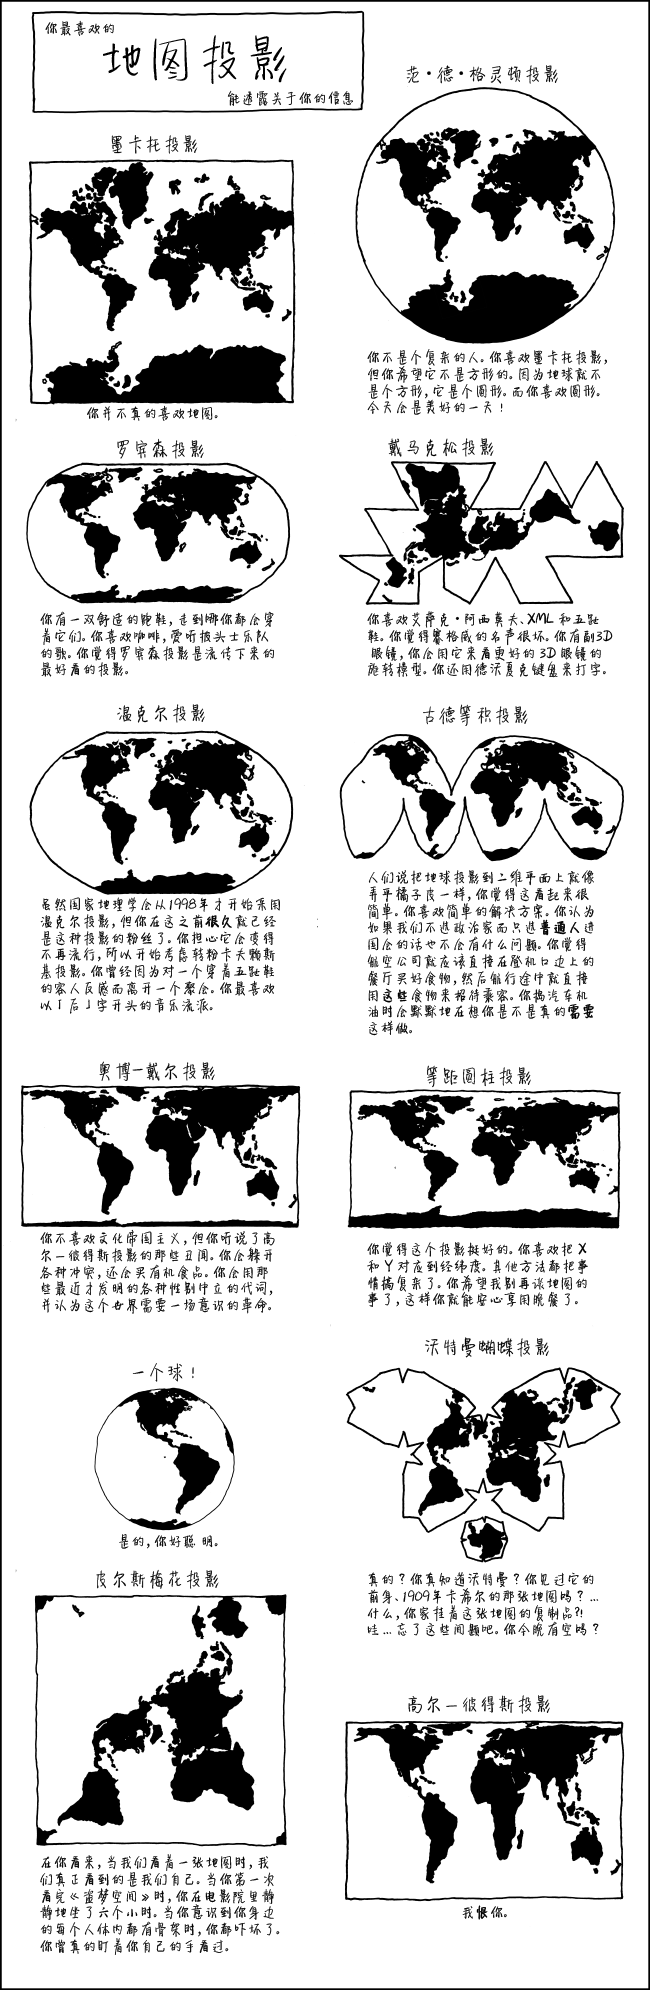 你最喜欢的
地图投影
能透露关于你的信息
墨卡托投影
你并不真的喜欢地图。
范·德·格灵顿投影
你不是个复杂的人。你喜欢墨卡托投影，
但你希望它不是方形的。因为地球就不
是个方形，它是个圆形。而你喜欢圆形。
今天会是美好的一天！
罗宾森投影
你有一双舒适的跑鞋，走到哪你都会穿
着它们。你喜欢咖啡，爱听披头士乐队
的歌。你觉得罗宾森投影是流传下来的
最好看的投影。
戴马克松投影
你喜欢艾萨克·阿西莫夫、XML 和五趾
鞋。你觉得赛格威的名声很坏。你有副3D
眼镜，你会用它来看更好的 3D 眼镜的
旋转模型。你还用德沃夏克键盘来打字。
温克尔投影
虽然国家地理学会从1998年才开始采用
温克尔投影，但你在这之前很久就已经
是这种投影的粉丝了。你担心它会变得
不再流行，所以开始考虑转粉卡夫赖斯
基投影。你曾经因为对一个穿着五趾鞋
的客人反感而离开一个聚会。你最喜欢
以「后」字开头的音乐流派。
古德等积投影
人们说把地球投影到二维平面上就像
弄平橘子皮一样，你觉得这看起来很
简单。你喜欢简单的解决方案。你认为
如果我们不选政治家而只选普通人进
国会的话也不会有什么问题。你觉得
航空公司就应该直接在登机口边上的
餐厅买好食物，然后航行途中就直接
用这些食物来招待乘客。你换汽车机
油时会默默地在想你是不是真的需要
这样做。
奥博—戴尔投影
你不喜欢文化帝国主义，但你听说了高
尔—彼得斯投影的那些丑闻。你会躲开
各种冲突，还会买有机食品。你会用那
些最近才发明的各种性别中立的代词，
并认为这个世界需要一场意识的革命。
等距圆柱投影
你觉得这个投影挺好的。你喜欢把 X
和 Y 对应到经纬度。其他方法都把事
情搞复杂了。你希望我别再谈地图的
事了，这样你就能安心享用晚餐了。
一个球！
是的，你好聪明。
沃特曼蝴蝶投影
真的？你真知道沃特曼？你见过它的
前身、1909年卡希尔的那张地图吗？…
什么，你家挂着这张地图的复制品？!
哇…忘了这些问题吧。你今晚有空吗？
皮尔斯梅花投影
在你看来，当我们看着一张地图时，我
们真正看到的是我们自己。当你第一次
看完《盗梦空间》时，你在电影院里静
静地坐了六个小时。当你意识到你身边
的每个人体内都有骨架时，你都吓坏了。
你曾真的盯着你自己的手看过。
高尔—彼得斯投影
我恨你。